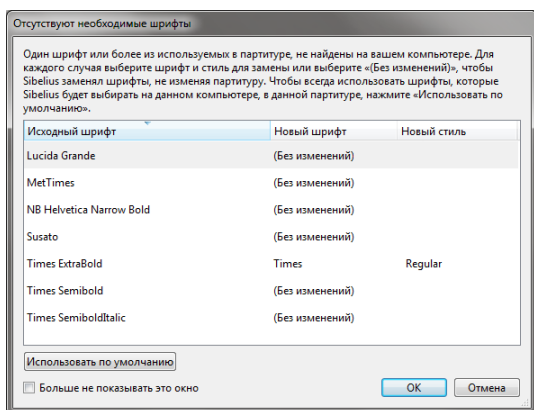 Отсутствуют необходимые шрифты
Один шрифт или более из используемых в партитуре, не найдены на вашем компьютере. Для
каждого случая выберите шрифт и стиль для замены или выберите «(Без изменений)», чтобы
Sibelius заменял шрифты, не изменяя партитуру. Чтобы всегда использовать шрифты, которые
Sibelius будет выбирать на данном компьютере, в данной партитуре, нажмите «Использовать по
умолчанию».
Исходный шрифт Новый шрифт Новый стиль
Lucida Grande (Без изменений)
MetTimes (Без изменений)
NB Helvetica Narrow Bold (Без изменений)
Susato (Без изменений)
Times ExtraBold Times Regular
Times Semibold (Без изменений)
Times SemiboldItalic (Без изменений)
Использовать по умолчанию
Больше не показывать это окно OK Отмена